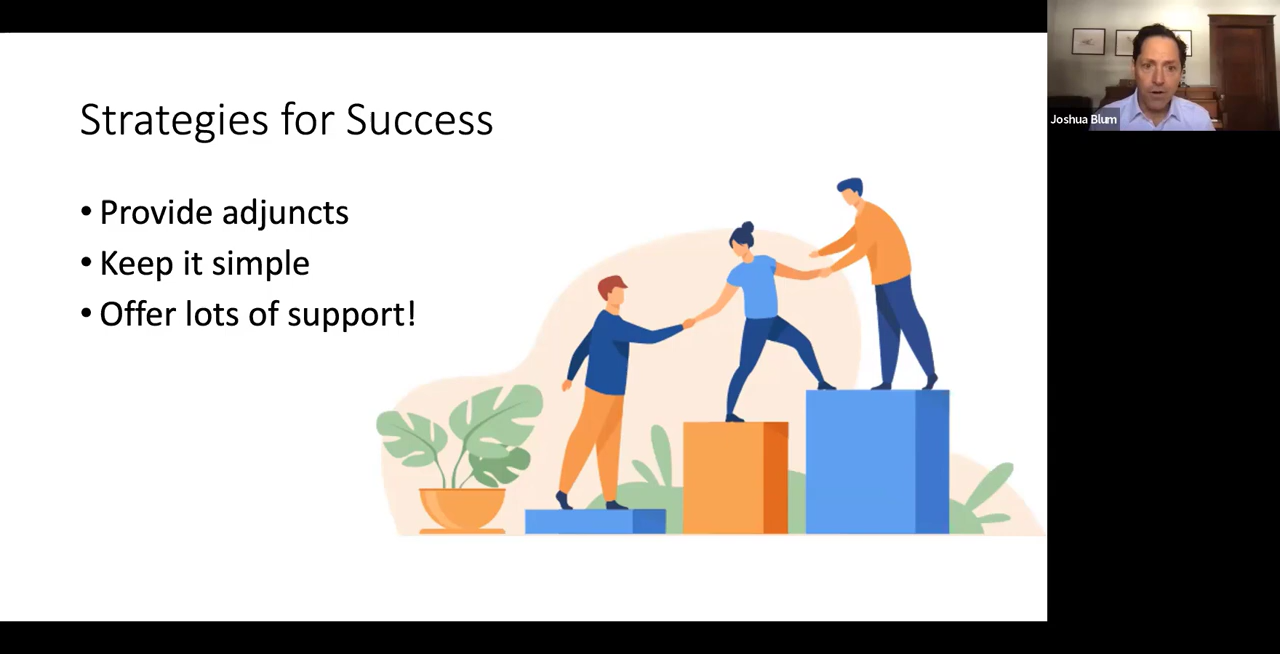 Strategies for Success
• Provide adjuncts
• Keep it simple
• Offer lots of support!
Joshua Blum